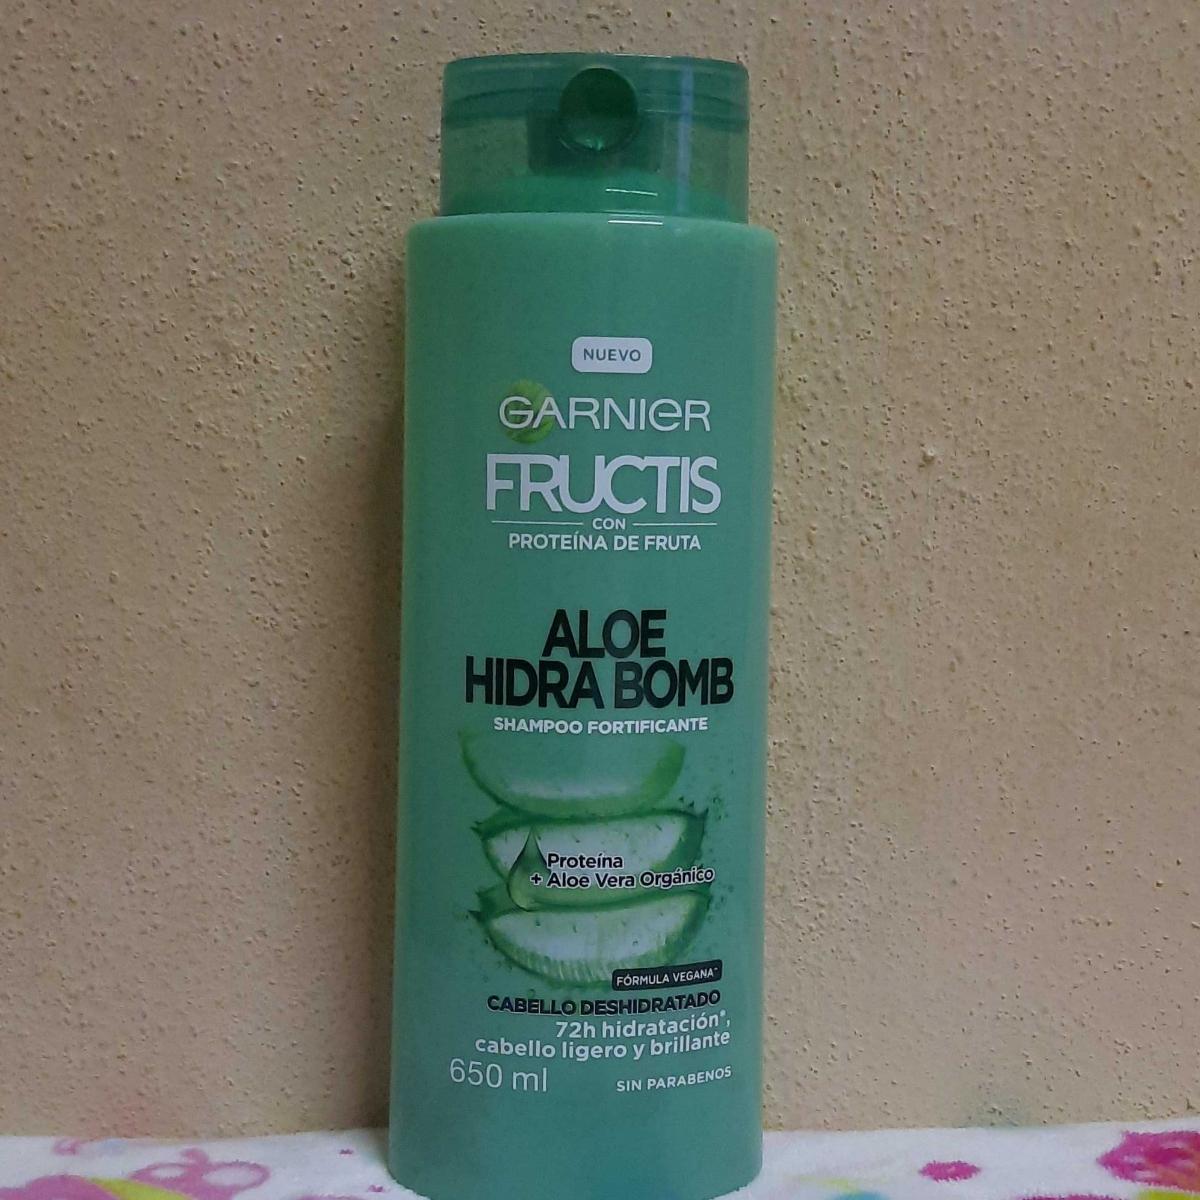 NUEVO
GARNIER
FRUCTIS
CON
PROTEÍNA DE FRUTA
ALOE
HIDRA BOMB
SHAMPOO FORTIFICANTE
Proteína
+ Aloe Vera Orgánico
FÓRMULA VEGANA~
CABELLO DESHIDRATADO
72h hidratación*,
cabello ligero y brillante
650 ml
SIN PARABENOS